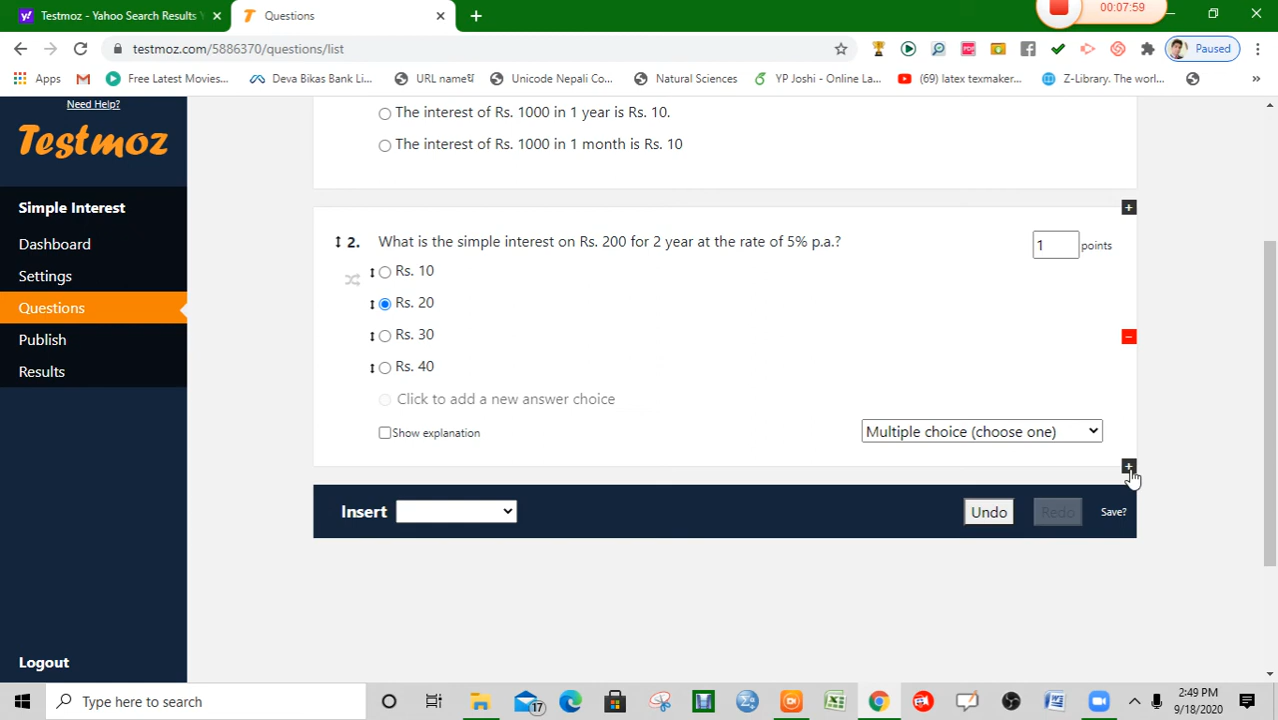 Testmoz - Yahoo Search Results
Questions
00:07:59
testmoz.com/5886370/questions/list
Paused
Apps
Free Latest Movies...
Deva Bikas Bank Li...
URL nameर्ष
Unicode Nepali Co...
Natural Sciences
YP Joshi - Online La...
(69) latex texmaker...
Z-Library. The worl...
»
Need Help?
Testmoz
Simple Interest
Dashboard
Settings
Questions
Publish
Results
Logout
The interest of Rs. 1000 in 1 year is Rs. 10.
The interest of Rs. 1000 in 1 month is Rs. 10
2. What is the simple interest on Rs. 200 for 2 year at the rate of 5% p.a.?
1 points
Rs. 10
Rs. 20
Rs. 30
Rs. 40
Click to add a new answer choice
Show explanation
Multiple choice (choose one)
Insert
Undo
Redo
Save?
Type here to search
17
2:49 PM
9/18/2020